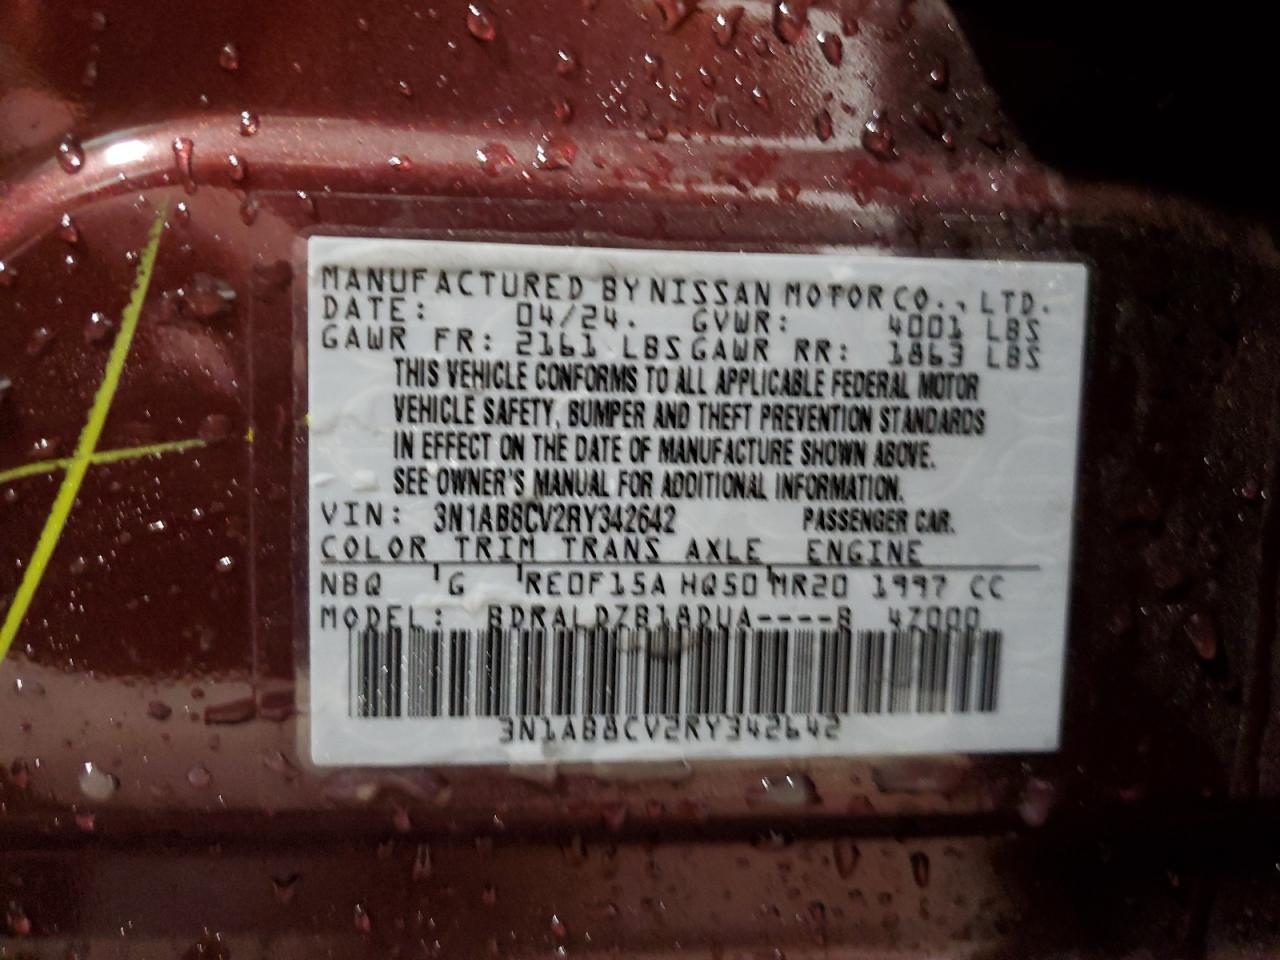 MANUFACTURED BY NISSAN MOTOR CO., LTD.
DATE: 04/24. GVWR: 4001 LBS
GAWR FR: 2161 LBS GAWR RR: 1863 LBS
THIS VEHICLE CONFORMS TO ALL APPLICABLE FEDERAL MOTOR
VEHICLE SAFETY, BUMPER AND THEFT PREVENTION STANDARDS
IN EFFECT ON THE DATE OF MANUFACTURE SHOWN ABOVE.
SEE OWNER'S MANUAL FOR ADDITIONAL INFORMATION.
VIN: 3N1AB8CV2RY342642 PASSENGER CAR.
COLOR TRIM TRANS AXLE ENGINE
NBQ G RE0F15A HQ50 MR20 1997 CC
MODEL: BDRALDZB18DUA----B 47000
3N1AB8CV2RY342642